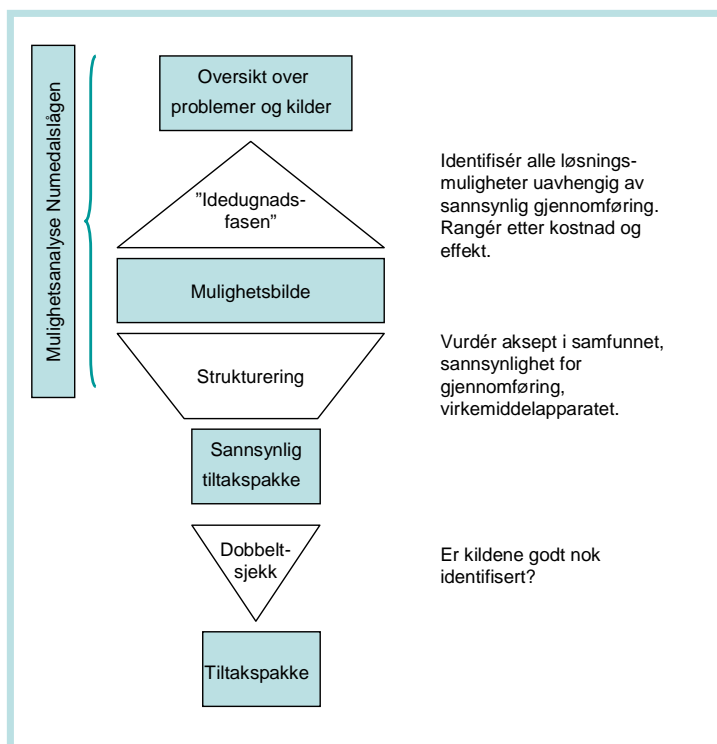 Mulighetsanalyse Numedalslågen
Oversikt over
problemer og kilder
"Idedugnads-
fasen"
Identifisér alle løsnings-
muligheter uavhengig av
sannsynlig gjennomføring.
Rangér etter kostnad og
effekt.
Mulighetsbilde
Strukturering
Vurdér aksept i samfunnet,
sannsynlighet for
gjennomføring,
virkemiddelapparatet.
Sannsynlig
tiltakspakke
Dobbelt-
sjekk
Er kildene godt nok
identifisert?
Tiltakspakke